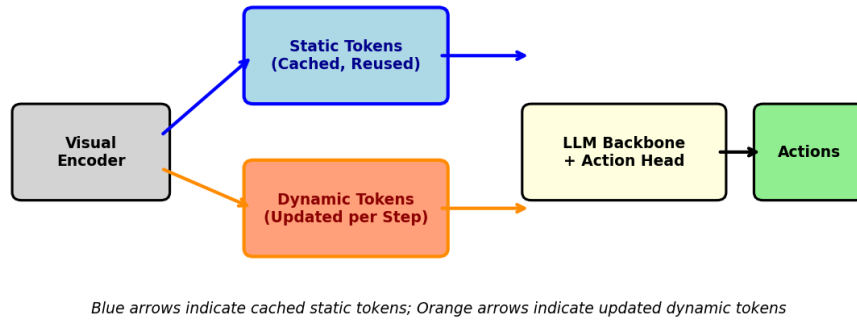 Static Tokens
(Cached, Reused)
Visual
Encoder
LLM Backbone
+ Action Head
Actions
Dynamic Tokens
(Updated per Step)
Blue arrows indicate cached static tokens; Orange arrows indicate updated dynamic tokens